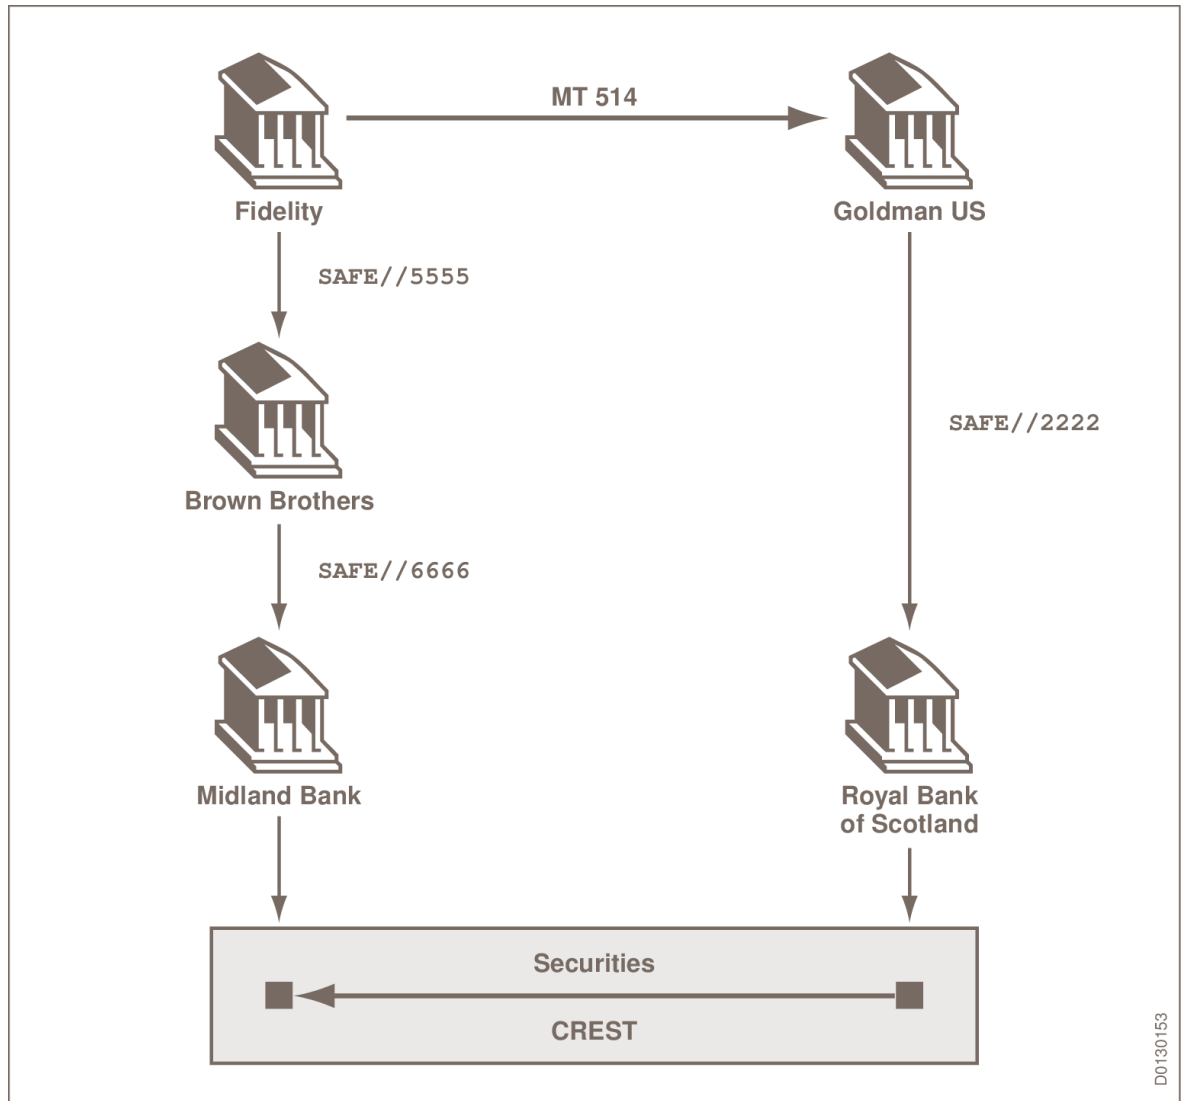 MT 514
Fidelity
Goldman US
SAFE//5555
Brown Brothers
SAFE//2222
SAFE//6666
Midland Bank
Royal Bank
of Scotland
Securities
CREST
D0130153